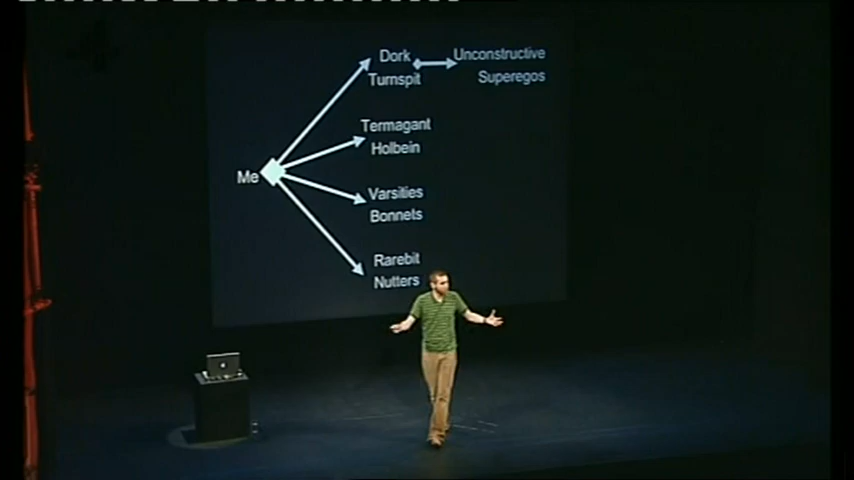 Dork
Turnspit
Unconstructive
Superegos
Termagant
Holbein
Me
Varsities
Bonnets
Rarebit
Nutters